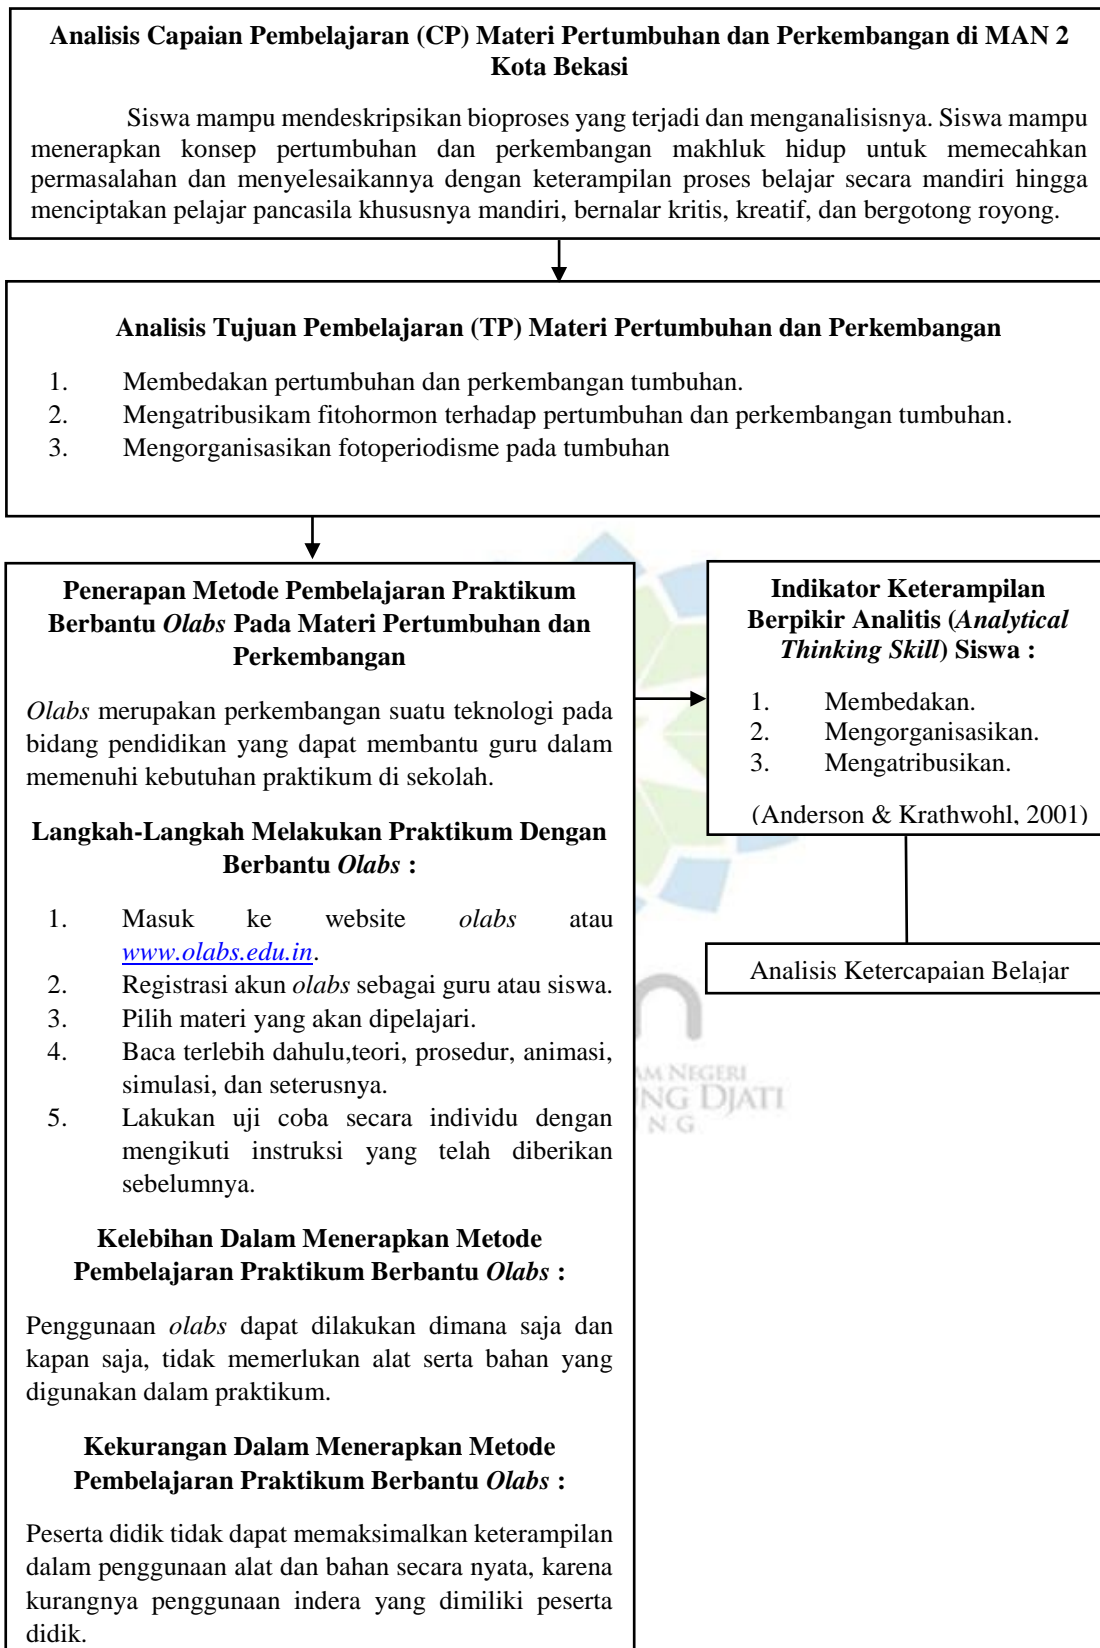 Analisis Capaian Pembelajaran (CP) Materi Pertumbuhan dan Perkembangan di MAN 2
Kota Bekasi
Siswa mampu mendeskripsikan bioproses yang terjadi dan menganalisisnya. Siswa mampu
menerapkan konsep pertumbuhan dan perkembangan makhluk hidup untuk memecahkan
permasalahan dan menyelesaikannya dengan keterampilan proses belajar secara mandiri hingga
menciptakan pelajar pancasila khususnya mandiri, bernalar kritis, kreatif, dan bergotong royong.
Analisis Tujuan Pembelajaran (TP) Materi Pertumbuhan dan Perkembangan
1. Membedakan pertumbuhan dan perkembangan tumbuhan.
2. Mengatribusikam fitohormon terhadap pertumbuhan dan perkembangan tumbuhan.
3. Mengorganisasikan fotoperiodisme pada tumbuhan
Penerapan Metode Pembelajaran Praktikum
Berbantu Olabs Pada Materi Pertumbuhan dan
Perkembangan
Olabs merupakan perkembangan suatu teknologi pada
bidang pendidikan yang dapat membantu guru dalam
memenuhi kebutuhan praktikum di sekolah.
Langkah-Langkah Melakukan Praktikum Dengan
Berbantu Olabs :
1. Masuk ke website olabs atau
www.olabs.edu.in.
2. Registrasi akun olabs sebagai guru atau siswa.
3. Pilih materi yang akan dipelajari.
4. Baca terlebih dahulu,teori, prosedur, animasi,
simulasi, dan seterusnya.
5. Lakukan uji coba secara individu dengan
mengikuti instruksi yang telah diberikan
sebelumnya.
Kelebihan Dalam Menerapkan Metode
Pembelajaran Praktikum Berbantu Olabs :
Penggunaan olabs dapat dilakukan dimana saja dan
kapan saja, tidak memerlukan alat serta bahan yang
digunakan dalam praktikum.
Kekurangan Dalam Menerapkan Metode
Pembelajaran Praktikum Berbantu Olabs :
Peserta didik tidak dapat memaksimalkan keterampilan
dalam penggunaan alat dan bahan secara nyata, karena
kurangnya penggunaan indera yang dimiliki peserta
didik.
Indikator Keterampilan
Berpikir Analitis (Analytical
Thinking Skill) Siswa :
1. Membedakan.
2. Mengorganisasikan.
3. Mengatribusikan.
(Anderson & Krathwohl, 2001)
Analisis Ketercapaian Belajar
AM NEGERI
NG DJATI
N G